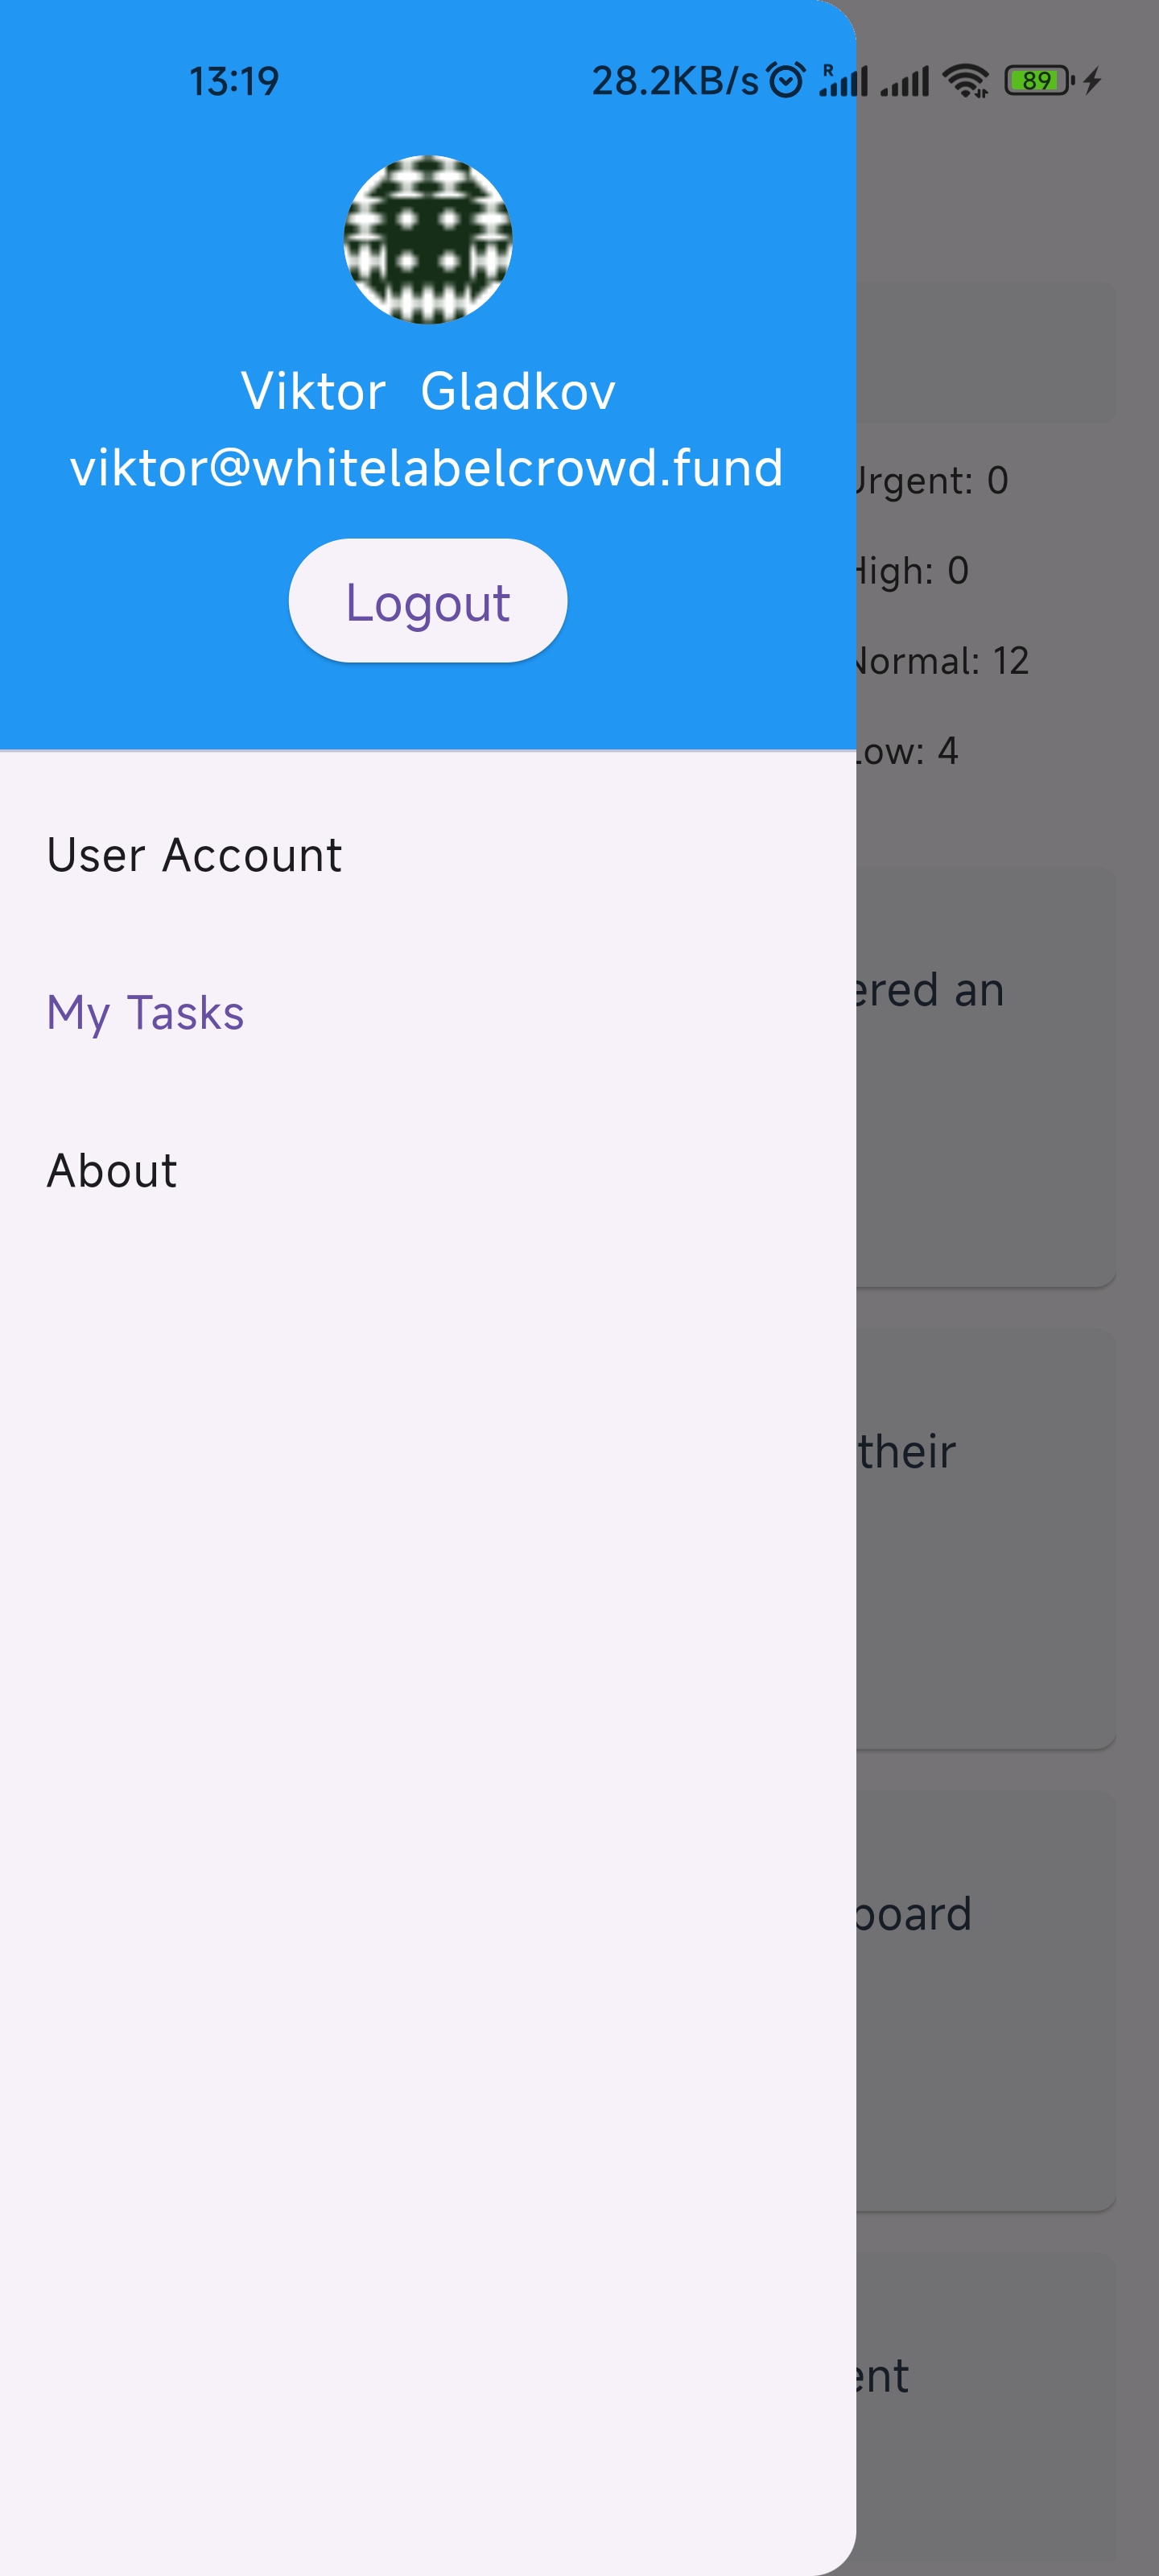 13:19 28.2KB/s R 89
Viktor Gladkov
viktor@whitelabelcrowd.fund
Logout
Urgent: 0
High: 0
Normal: 12
Low: 4
User Account
My Tasks
About
ered an
their
board
ent